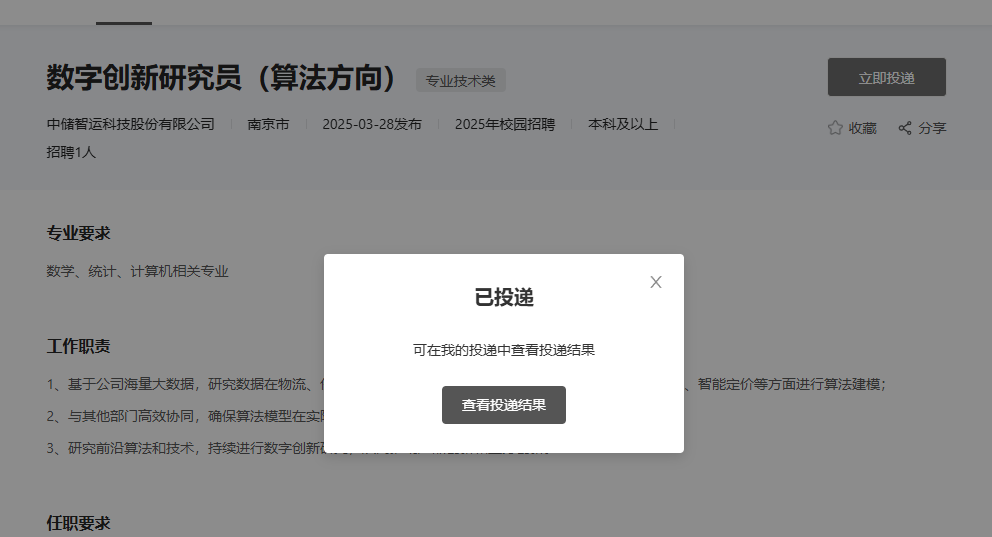 数字创新研究员（算法方向） 专业技术类
立即投递
中储智运科技股份有限公司 南京市 2025-03-28发布 2025年校园招聘 本科及以上
收藏 分享
招聘1人
专业要求
数学、统计、计算机相关专业
已投递
可在我的投递中查看投递结果
查看投递结果
工作职责
1、基于公司海量大数据，研究数据在物流、 、智能定价等方面进行算法建模；
2、与其他部门高效协同，确保算法模型在实
3、研究前沿算法和技术，持续进行数字创新
任职要求